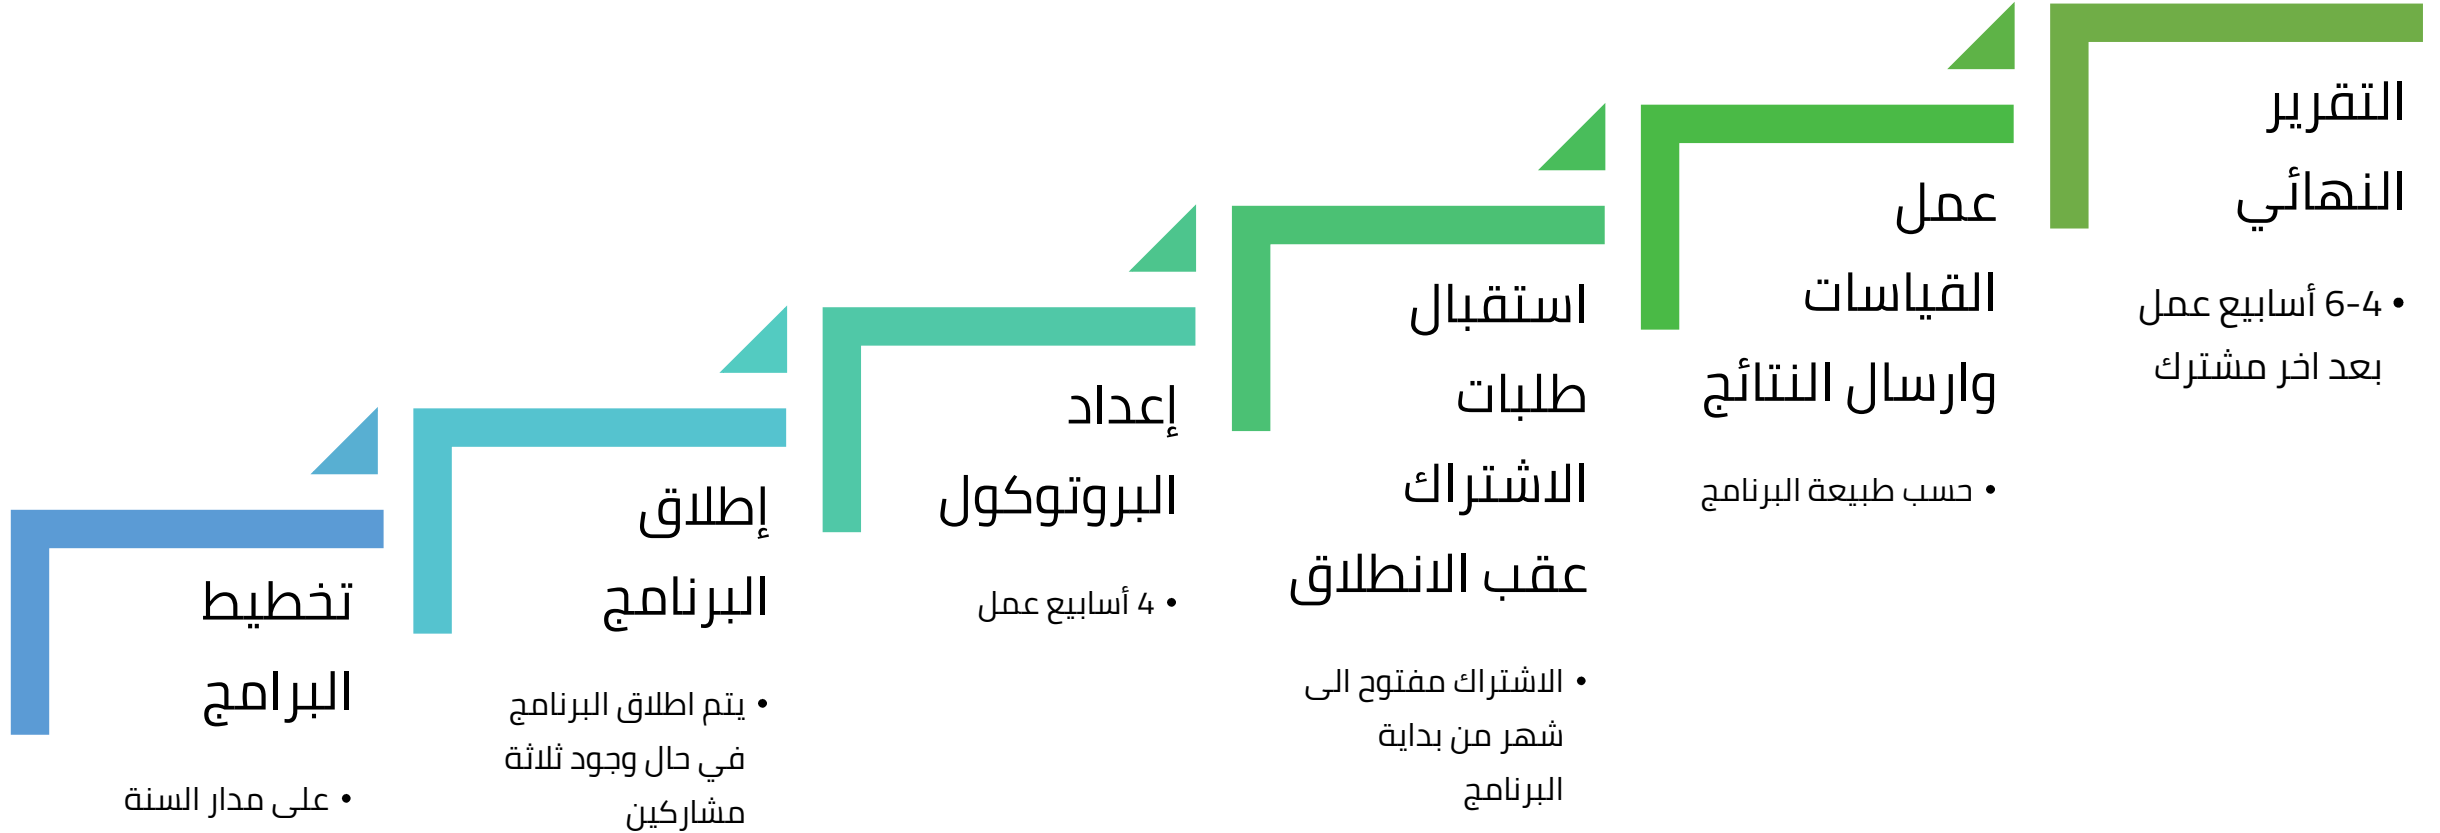 تخطيط
البرامج
• على مدار السنة
إطلاق
البرنامج
• يتم اطلاق البرنامج
في حال وجود ثلاثة
مشاركين
إعداد
البروتوكول
• 4 أسابيع عمل
استقبال
طلبات
الاشتراك
عقب الانطلاق
• الاشتراك مفتوح الى
شهر من بداية
البرنامج
عمل
القياسات
وارسال النتائج
• حسب طبيعة البرنامج
التقرير
النهائي
• 4-6 أسابيع عمل
بعد اخر مشترك